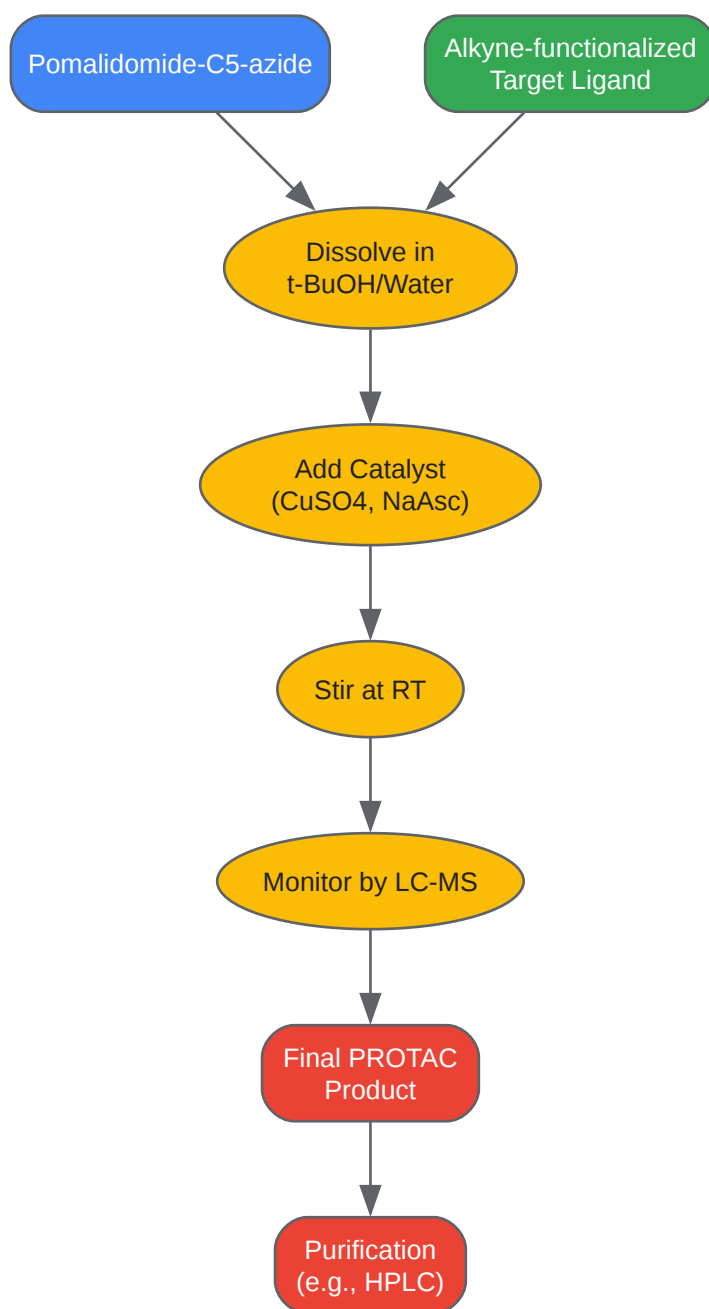 Pomalidomide-C5-azide
Alkyne-functionalized
Target Ligand
Dissolve in
t-BuOH/Water
Add Catalyst
(CuSO4, NaAsc)
Stir at RT
Monitor by LC-MS
Final PROTAC
Product
Purification
(e.g., HPLC)